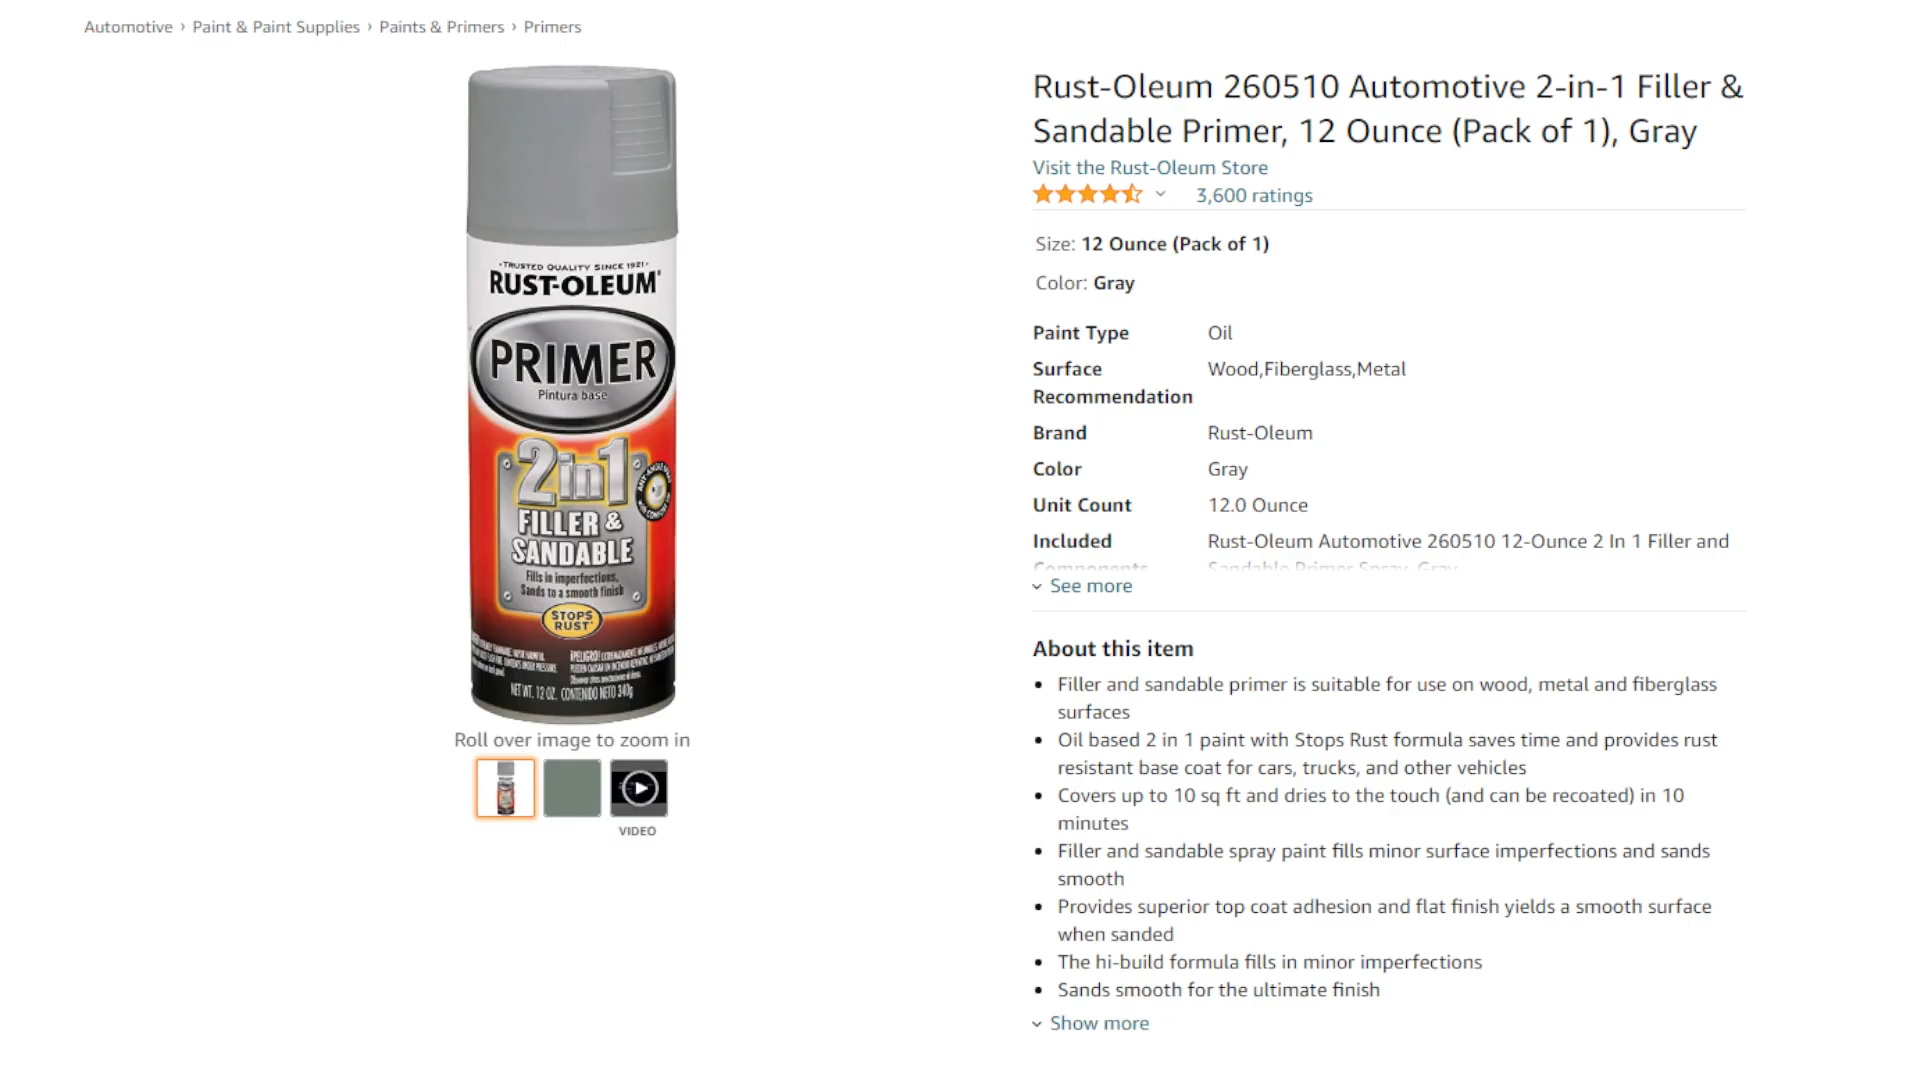 Automotive › Paint & Paint Supplies › Paints & Primers › Primers
TRUSTED QUALITY SINCE 1921
RUST-OLEUM®
PRIMER
Pintura base
2in1
FILLER &
SANDABLE
Fills in imperfections.
Sands to a smooth finish
STOPS
RUST
¡PELIGRO!
NET WT. 12 OZ. CONTENIDO NETO 340g
Roll over image to zoom in
VIDEO
Rust-Oleum 260510 Automotive 2-in-1 Filler &
Sandable Primer, 12 Ounce (Pack of 1), Gray
Visit the Rust-Oleum Store
3,600 ratings
Size: 12 Ounce (Pack of 1)
Color: Gray
Paint Type Oil
Surface Wood,Fiberglass,Metal
Recommendation
Brand Rust-Oleum
Color Gray
Unit Count 12.0 Ounce
Included Rust-Oleum Automotive 260510 12-Ounce 2 In 1 Filler and
Components Sandable Primer Spray, Gray
See more
About this item
• Filler and sandable primer is suitable for use on wood, metal and fiberglass
surfaces
• Oil based 2 in 1 paint with Stops Rust formula saves time and provides rust
resistant base coat for cars, trucks, and other vehicles
• Covers up to 10 sq ft and dries to the touch (and can be recoated) in 10
minutes
• Filler and sandable spray paint fills minor surface imperfections and sands
smooth
• Provides superior top coat adhesion and flat finish yields a smooth surface
when sanded
• The hi-build formula fills in minor imperfections
• Sands smooth for the ultimate finish
Show more